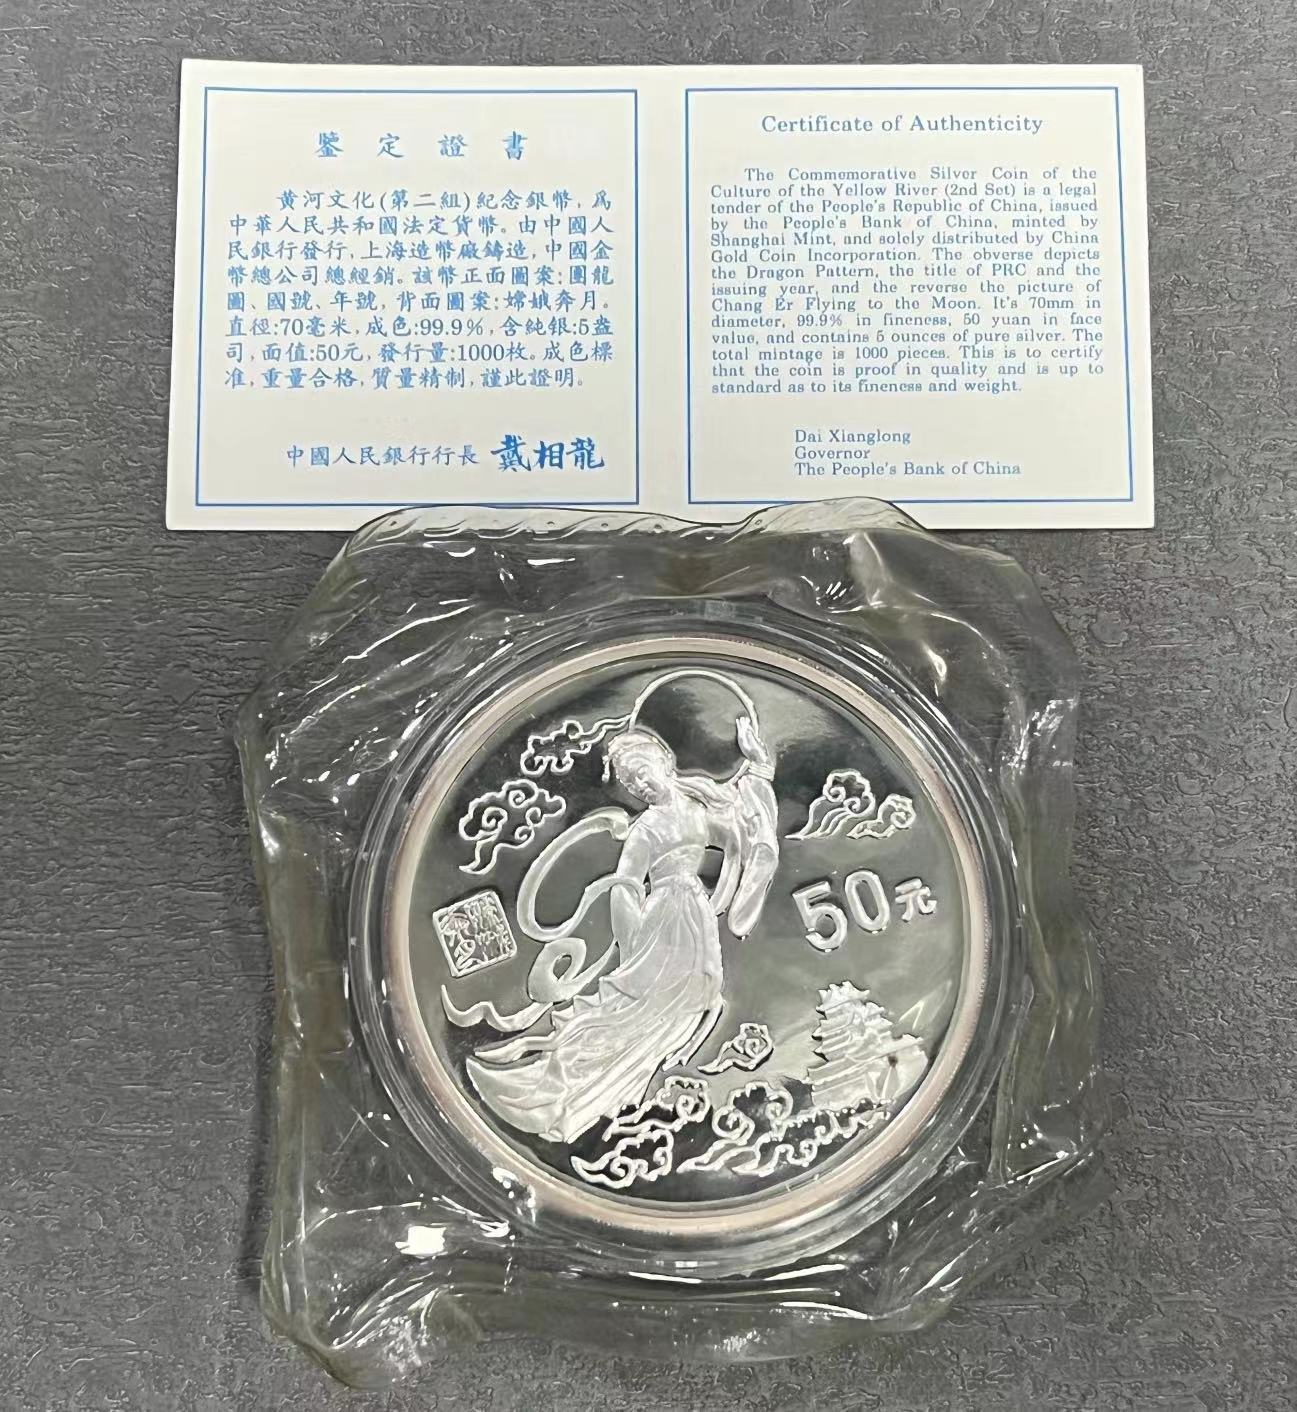 鑒定證書
黃河文化(第二組)紀念銀幣，爲
中華人民共和國法定貨幣。由中國人
民銀行發行，上海造幣廠鑄造，中國金
幣總公司總經銷。該幣正面圖案:團龍
圖、國號、年號，背面圖案:嫦娥奔月。
直徑:70毫米，成色:99.9%，含純银:5盎
司，面值:50元，發行量:1000枚。成色標
准，重量合格，質量精制，謹此證明。
中國人民銀行行長 戴相龍
Certificate of Authenticity
The Commemorative Silver Coin of the
Culture of the Yellow River (2nd Set) is a legal
tender of the People's Republic of China, issued
by the People's Bank of China, minted by
Shanghai Mint, and solely distributed by China
Gold Coin Incorporation. The obverse depicts
the Dragon Pattern, the title of PRC and the
issuing year, and the reverse the picture of
Chang Er Flying to the Moon. It's 70mm in
diameter, 99.9% in fineness, 50 yuan in face
value, and contains 5 ounces of pure silver. The
total mintage is 1000 pieces. This is to certify
that the coin is proof in quality and is up to
standard as to its fineness and weight.
Dai Xianglong
Governor
The People's Bank of China
50元